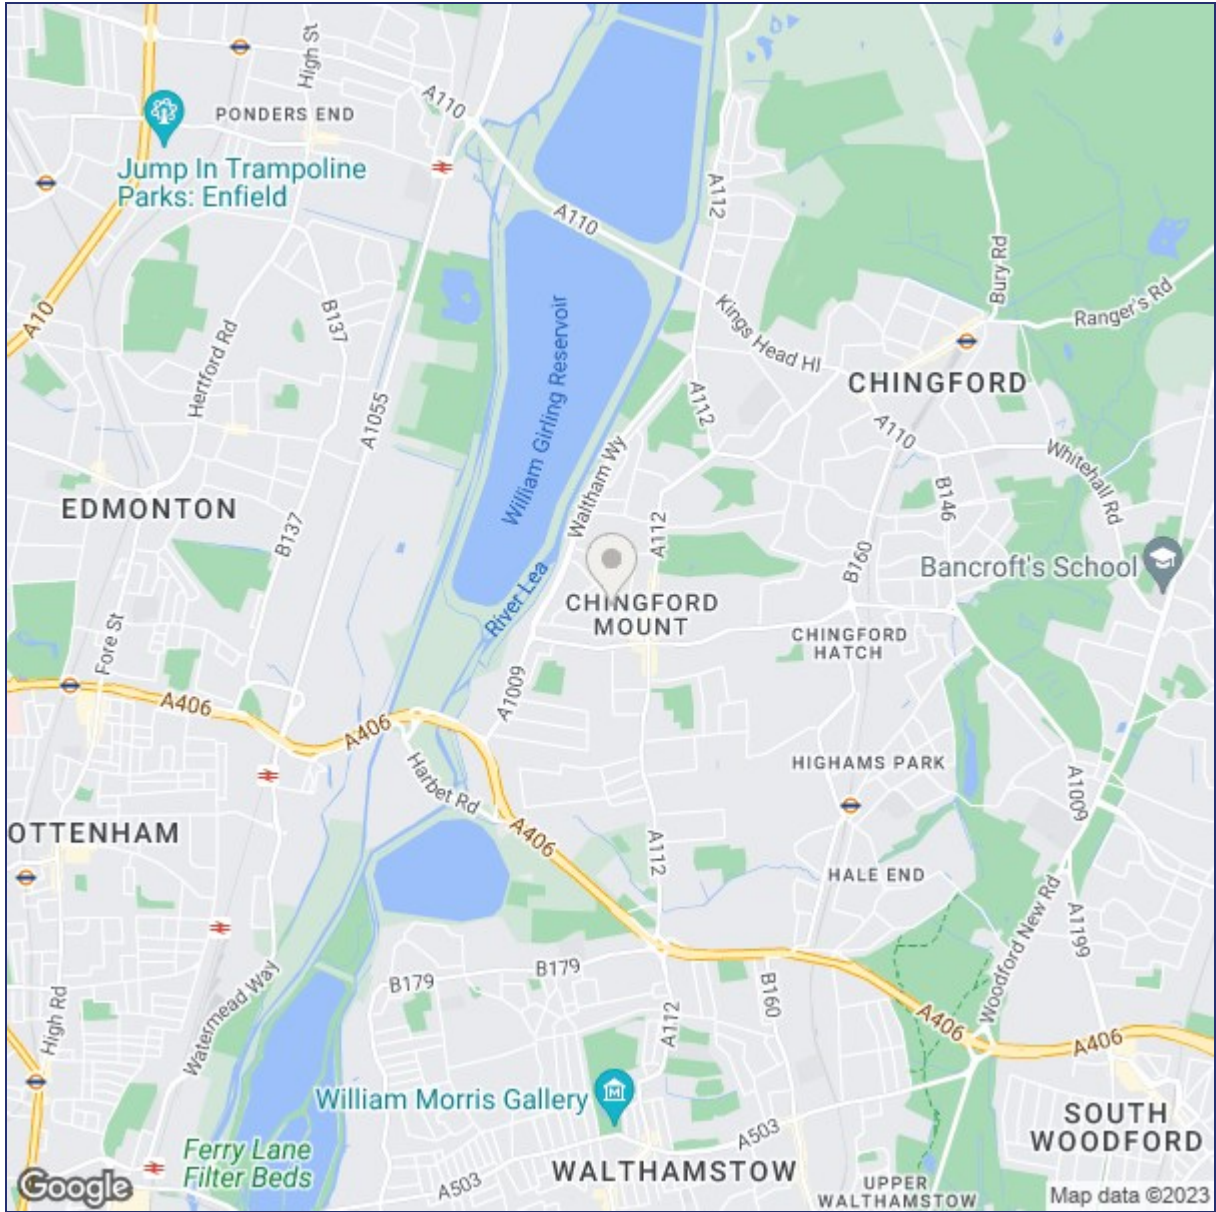 High St
A110
PONDERS END
Jump In Trampoline
Parks: Enfield
A112
A110
Bury Rd
Ranger's Rd
A10
B137
Hertford Rd
Kings Head Hl
William Girling Reservoir
CHINGFORD
A1055
A112
A110
Waltham Wy
Whitehall Rd
B146
EDMONTON
B137
A112
B160
Bancroft's School
River Lea
CHINGFORD
MOUNT
Fore St
CHINGFORD
HATCH
A1009
A406
A406
Harbet Rd
HIGHAMS PARK
A1009
OTTENHAM
A406
A112
HALE END
Woodford New Rd
A1199
B179
B179
B160
Watermead Way
High Rd
A112
A406
A406
William Morris Gallery
SOUTH
WOODFORD
A503
Ferry Lane
Filter Beds
WALTHAMSTOW
A503
UPPER
WALTHAMSTOW
Google
Map data ©2023